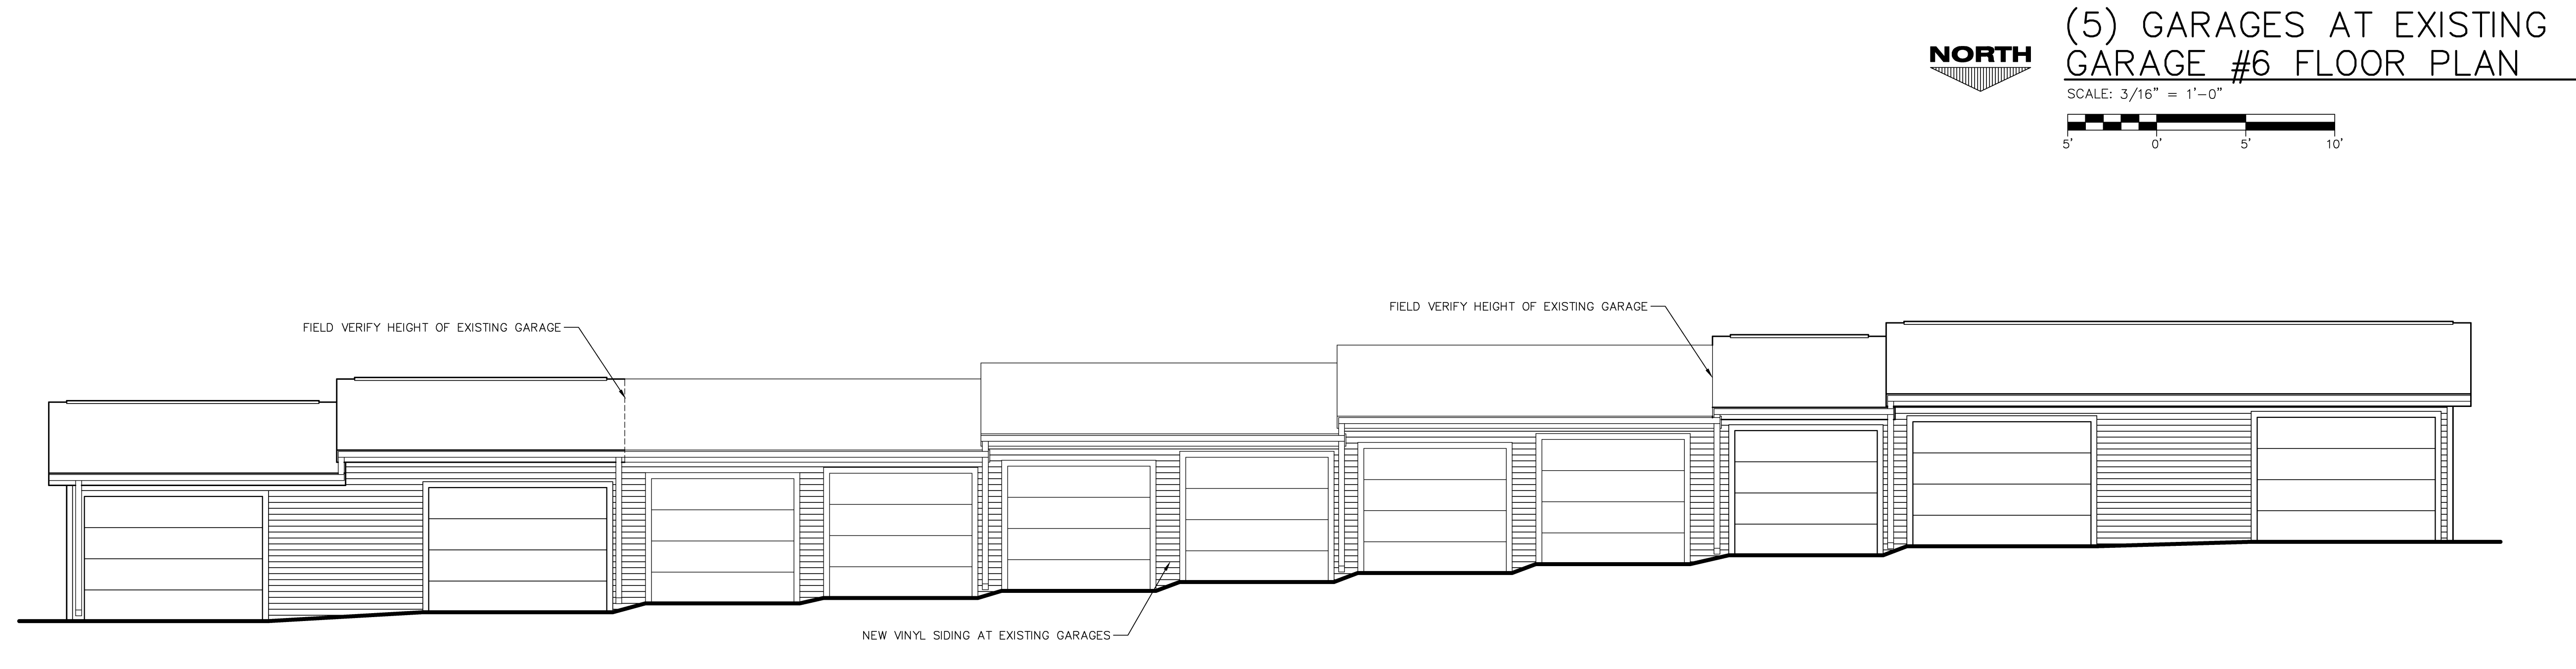 (5) GARAGES AT EXISTING
GARAGE #6 FLOOR PLAN
NORTH
SCALE: 3/16" = 1'-0"
5' 0' 5' 10'
FIELD VERIFY HEIGHT OF EXISTING GARAGE
FIELD VERIFY HEIGHT OF EXISTING GARAGE
NEW VINYL SIDING AT EXISTING GARAGES